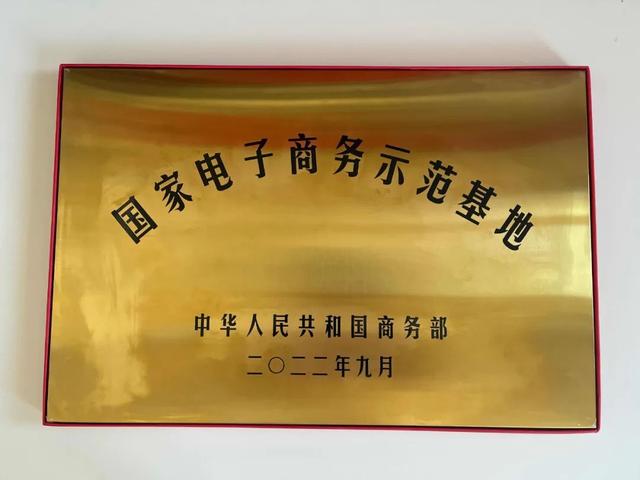 国家电子商务示范基地
中华人民共和国商务部
二〇二二年九月